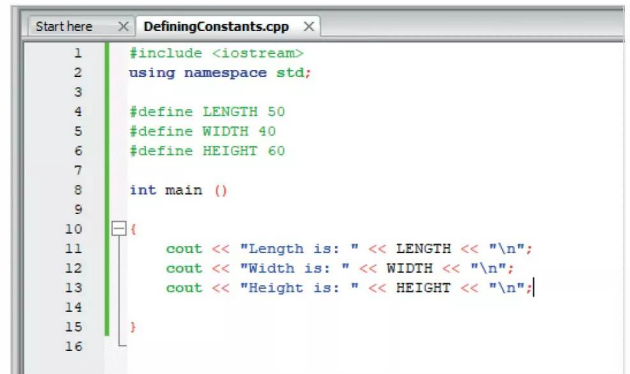 Start here × DefiningConstants.cpp ×
1 #include <iostream>
2 using namespace std;
3
4 #define LENGTH 50
5 #define WIDTH 40
6 #define HEIGHT 60
7
8 int main ()
9
10 {
11 cout << "Length is: " << LENGTH << "\n";
12 cout << "Width is: " << WIDTH << "\n";
13 cout << "Height is: " << HEIGHT << "\n";
14
15 }
16